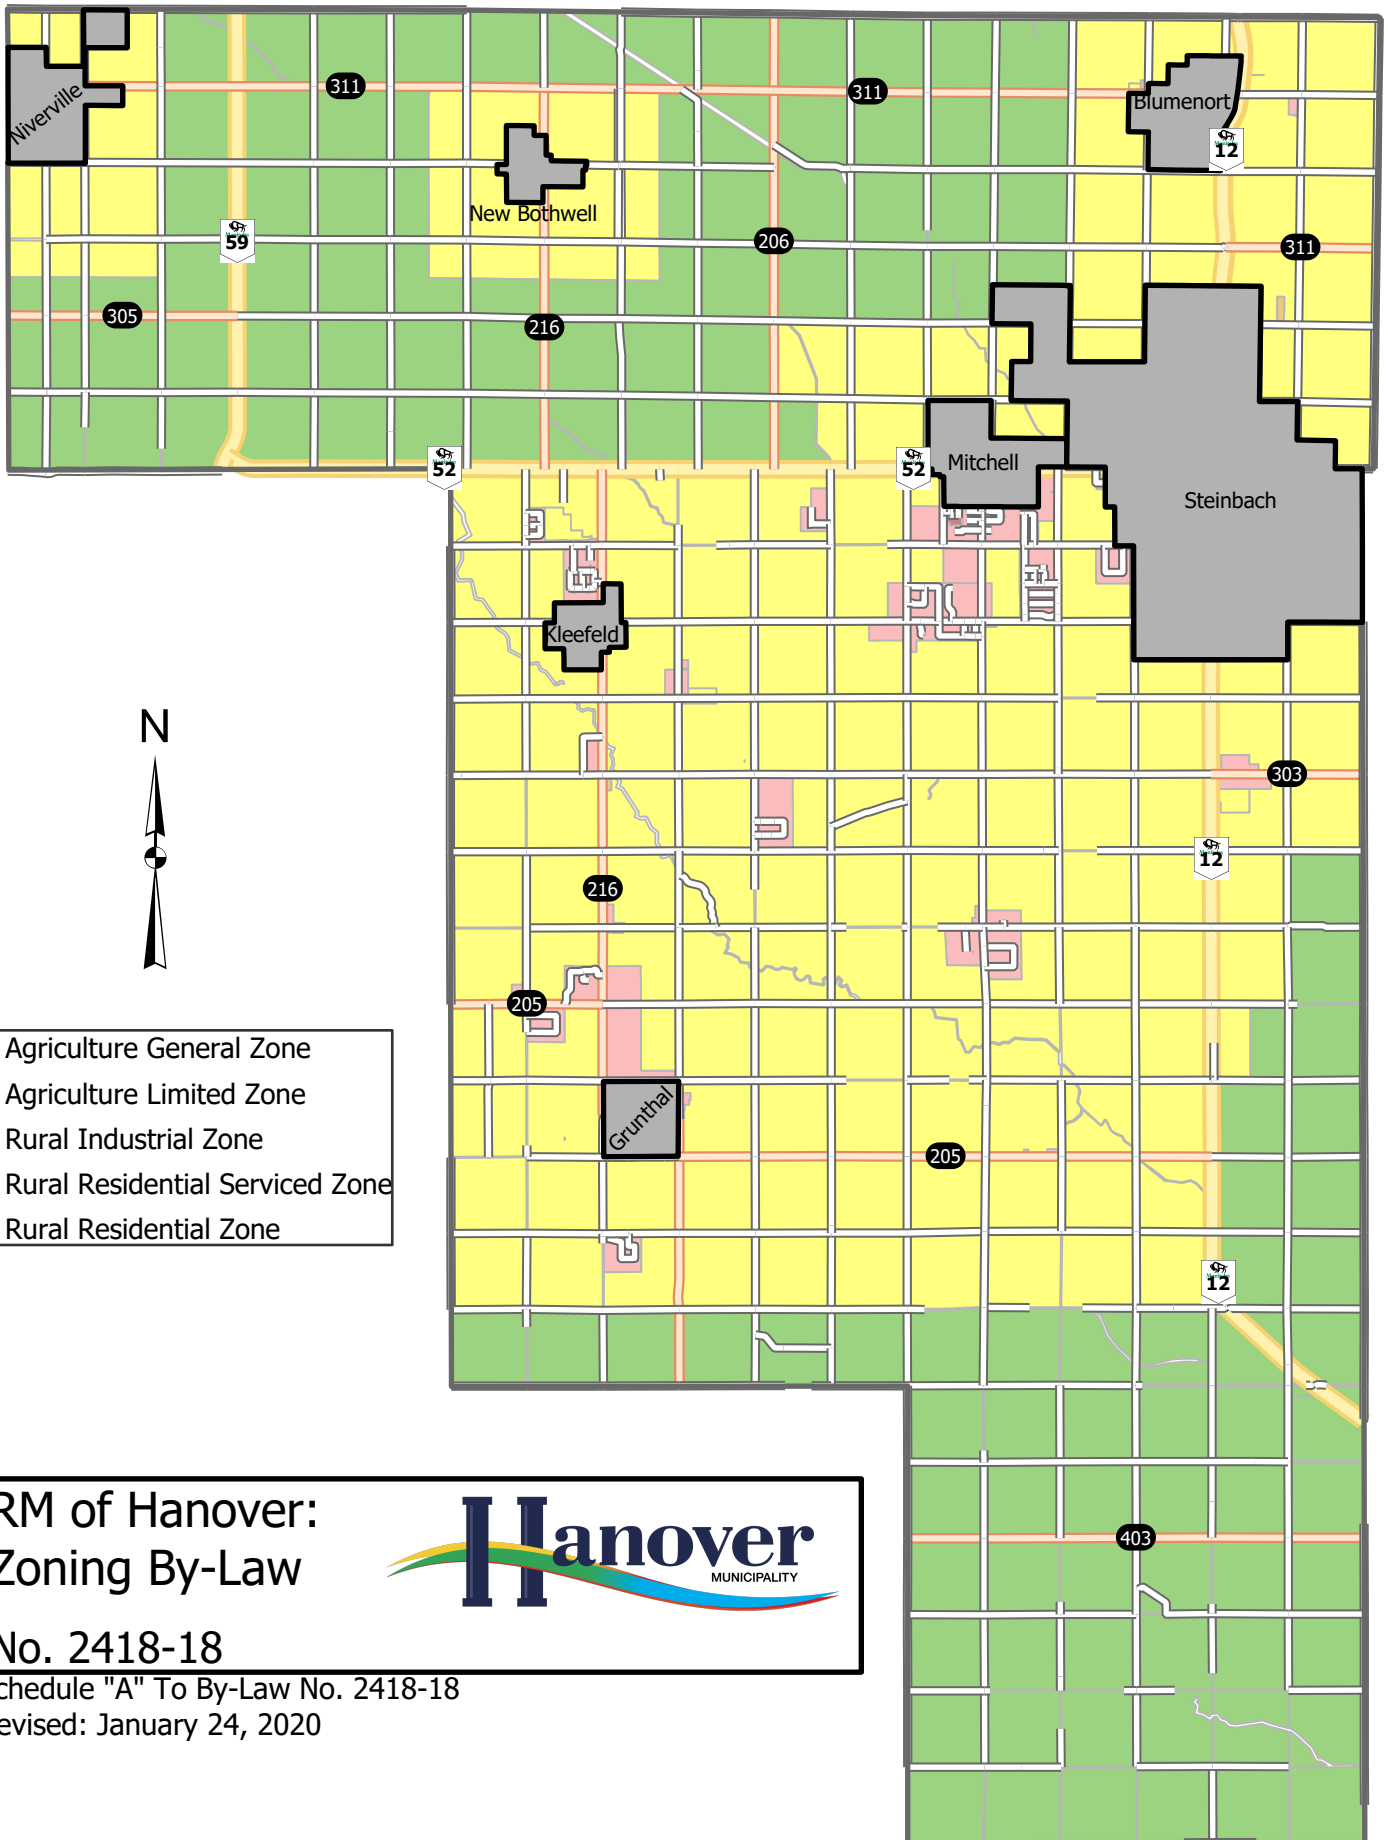 311
311
Niverville
Blumenort
12
New Bothwell
59
206
311
305
216
52
52
Mitchell
Steinbach
Kleefeld
N
303
12
216
205
Agriculture General Zone
Agriculture Limited Zone
Rural Industrial Zone
Rural Residential Serviced Zone
Rural Residential Zone
Grunthal
205
12
RM of Hanover:
Zoning By-Law
No. 2418-18
Hanover
MUNICIPALITY
403
chedule "A" To By-Law No. 2418-18
evised: January 24, 2020